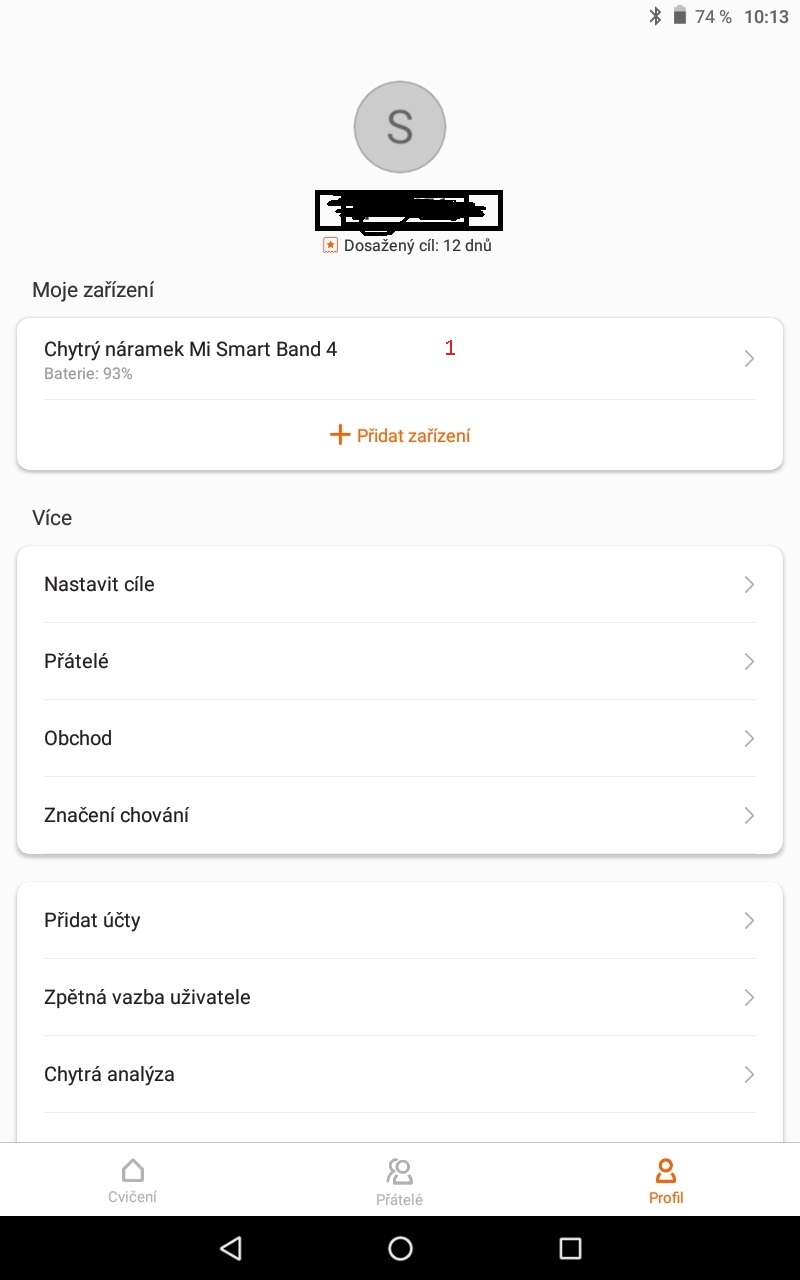 74 % 10:13
S
Dosažený cíl: 12 dnů
Moje zařízení
Chytrý náramek Mi Smart Band 4 1
Baterie: 93%
Přidat zařízení
Více
Nastavit cíle
Přátelé
Obchod
Značení chování
Přidat účty
Zpětná vazba uživatele
Chytrá analýza
Cvičení Přátelé Profil